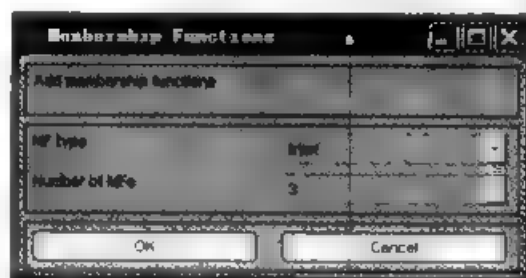 Membership Functions
Add membership functions
MF type
trimf
Number of MFs
3
OK
Cancel